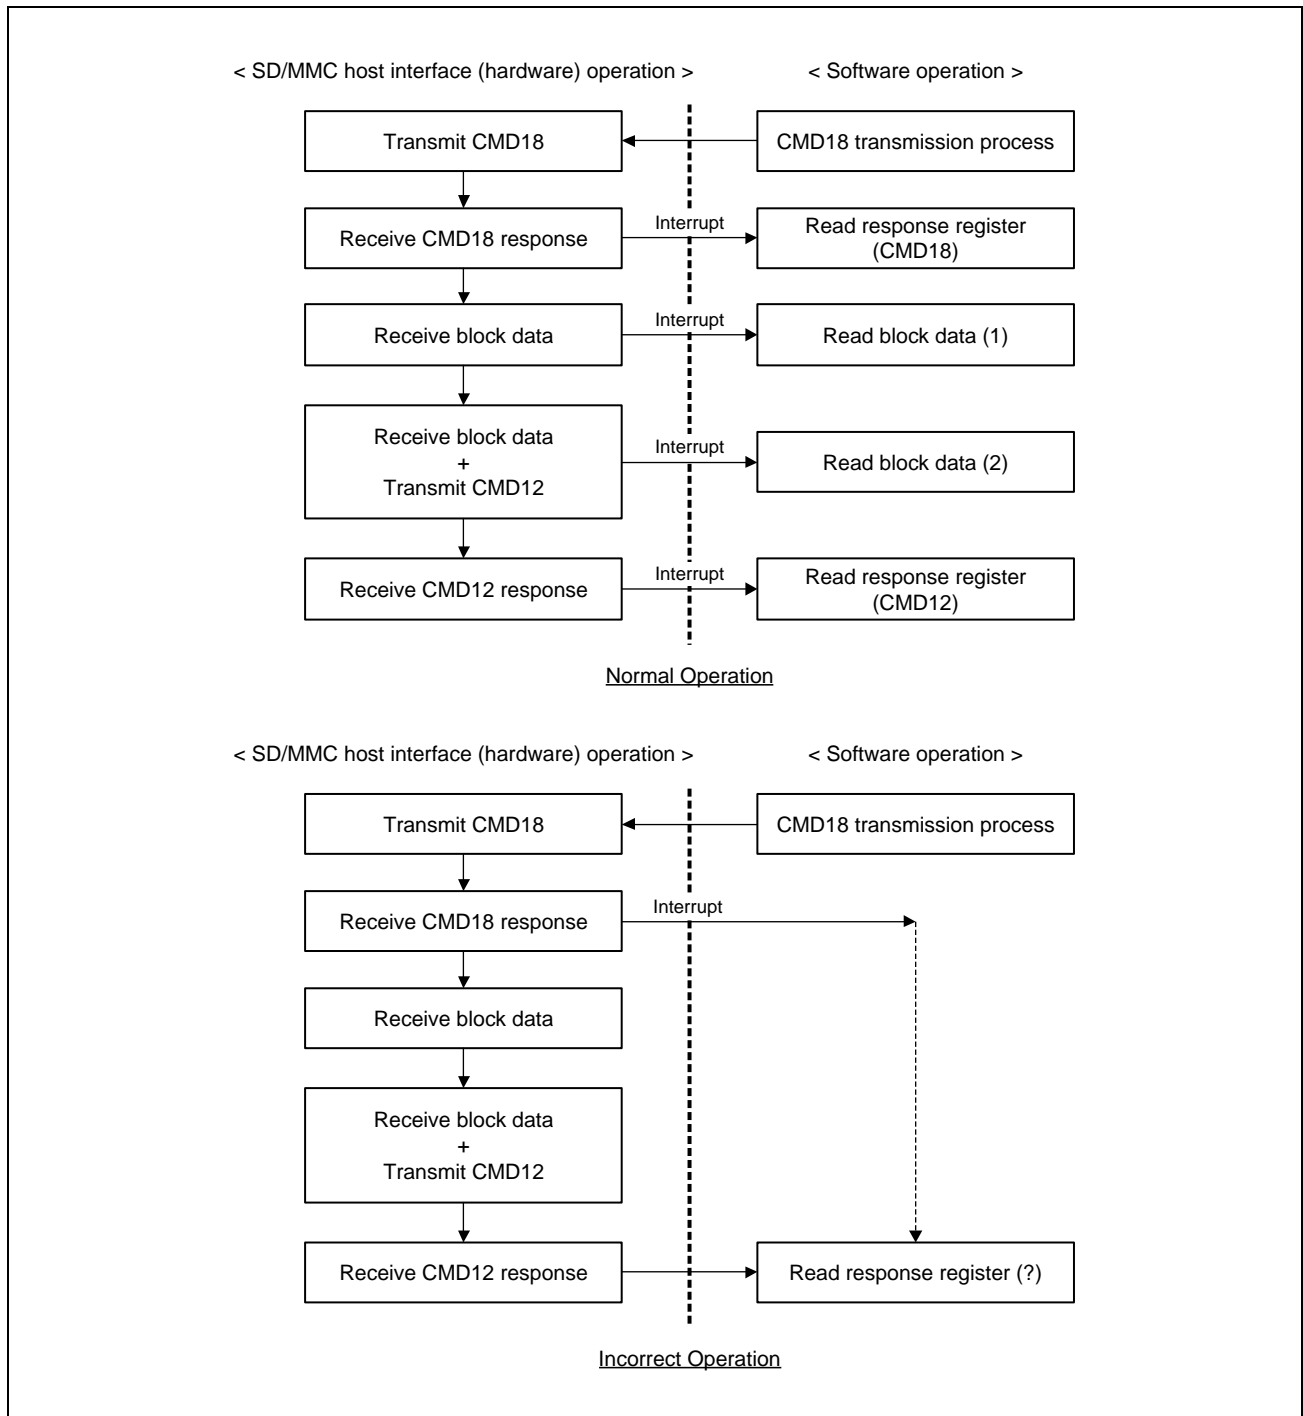 < SD/MMC host interface (hardware) operation >
< Software operation >
Transmit CMD18
CMD18 transmission process
Receive CMD18 response
Interrupt
Read response register
(CMD18)
Receive block data
Interrupt
Read block data (1)
Receive block data
+
Transmit CMD12
Interrupt
Read block data (2)
Receive CMD12 response
Interrupt
Read response register
(CMD12)
Normal Operation
< SD/MMC host interface (hardware) operation >
< Software operation >
Transmit CMD18
CMD18 transmission process
Receive CMD18 response
Interrupt
Receive block data
Receive block data
+
Transmit CMD12
Receive CMD12 response
Read response register (?)
Incorrect Operation